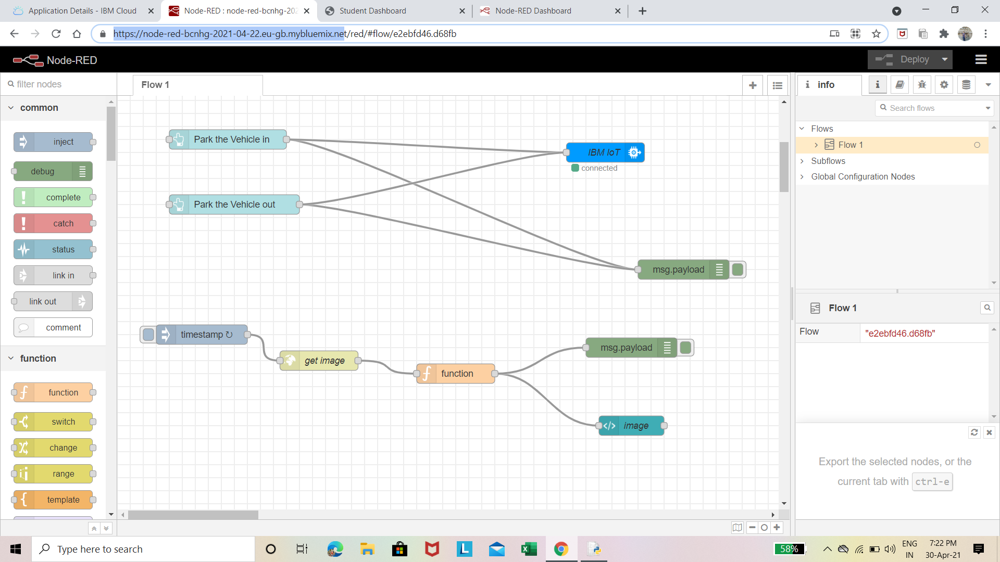 Application Details - IBM Cloud
Node-RED : node-red-bcnhg-202
Student Dashboard
Node-RED Dashboard
https://node-red-bcnhg-2021-04-22.eu-gb.mybluemix.net/red/#flow/e2ebfd46.d68fb
Node-RED
Deploy
filter nodes
Flow 1
info
common
Search flows
Flows
Flow 1
Subflows
Global Configuration Nodes
inject
debug
complete
catch
status
link in
link out
comment
function
function
switch
change
range
template
Park the Vehicle in
IBM IoT
connected
Park the Vehicle out
msg.payload
timestamp ↻
get image
function
msg.payload
image
Flow 1
Flow
"e2ebfd46.d68fb"
Export the selected nodes, or the
current tab with ctrl-e
Type here to search
58%
ENG
IN
7:22 PM
30-Apr-21